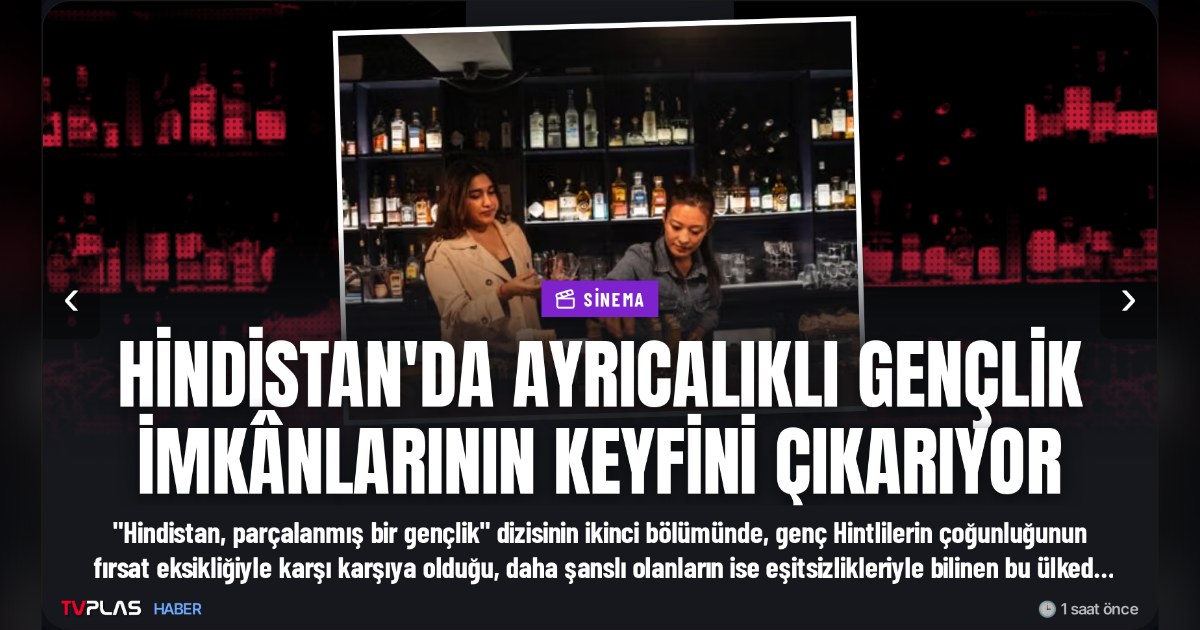 SİNEMA
HİNDİSTAN'DA AYRICALIKLI GENÇLİK
İMKÂNLARININ KEYFİNİ ÇIKARIYOR
"Hindistan, parçalanmış bir gençlik" dizisinin ikinci bölümünde, genç Hintlilerin çoğunluğunun
fırsat eksikliğiyle karşı karşıya olduğu, daha şanslı olanların ise eşitsizlikleriyle bilinen bu ülked...
TVPLAS HABER
1 saat önce